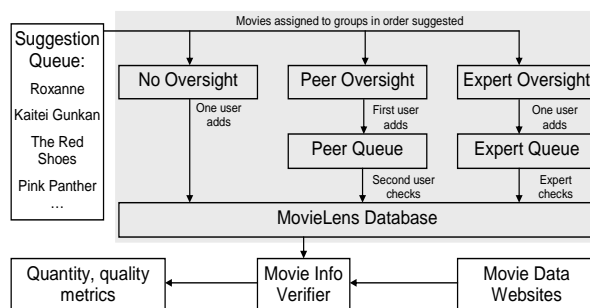 Movies assigned to groups in order suggested
Suggestion
Queue:
Roxanne
Kaitei Gunkan
The Red
Shoes
Pink Panther
…
No Oversight
Peer Oversight
Expert Oversight
One user
adds
First user
adds
One user
adds
Peer Queue
Expert Queue
Second user
checks
Expert
checks
MovieLens Database
Quantity, quality
metrics
Movie Info
Verifier
Movie Data
Websites